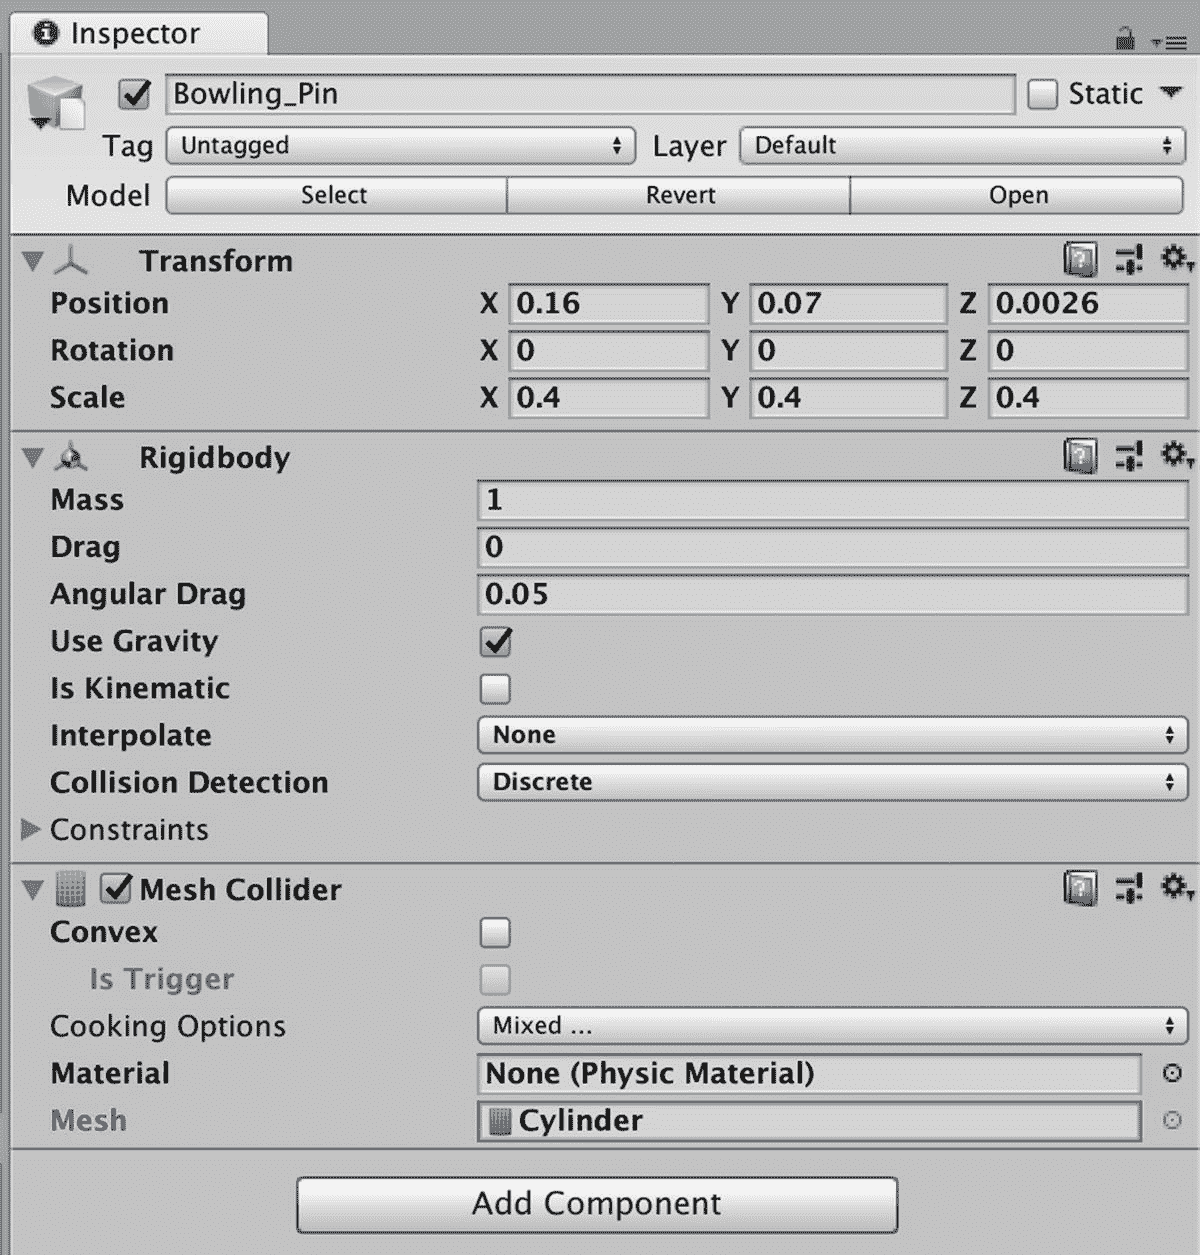 Inspector
Bowling_Pin Static
Tag Untagged Layer Default
Model Select Revert Open
Transform
Position X 0.16 Y 0.07 Z 0.0026
Rotation X 0 Y 0 Z 0
Scale X 0.4 Y 0.4 Z 0.4
Rigidbody
Mass 1
Drag 0
Angular Drag 0.05
Use Gravity
Is Kinematic
Interpolate None
Collision Detection Discrete
Constraints
Mesh Collider
Convex
Is Trigger
Cooking Options Mixed ...
Material None (Physic Material)
Mesh Cylinder
Add Component